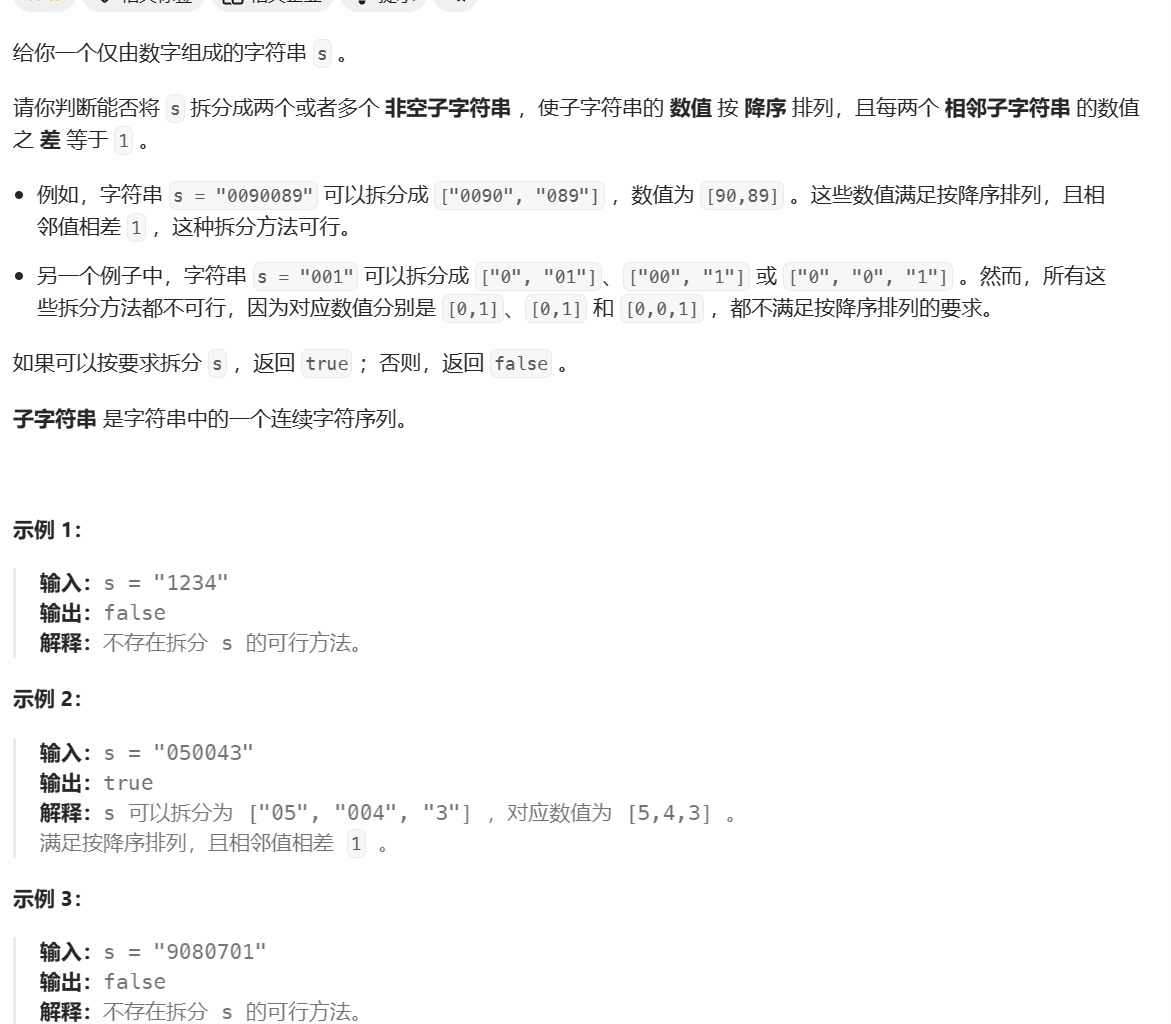 给你一个仅由数字组成的字符串 s 。
请你判断能否将 s 拆分成两个或者多个 非空子字符串 ，使子字符串的 数值 按 降序 排列，且每两个 相邻子字符串 的数值
之 差 等于 1 。
例如，字符串 s = "0090089" 可以拆分成 ["0090", "089"] ，数值为 [90,89] 。这些数值满足按降序排列，且相
邻值相差 1 ，这种拆分方法可行。
另一个例子中，字符串 s = "001" 可以拆分成 ["0", "01"]、["00", "1"] 或 ["0", "0", "1"] 。然而，所有这
些拆分方法都不可行，因为对应数值分别是 [0,1]、[0,1] 和 [0,0,1] ，都不满足按降序排列的要求。
如果可以按要求拆分 s ，返回 true ；否则，返回 false 。
子字符串 是字符串中的一个连续字符序列。
示例 1：
输入：s = "1234"
输出：false
解释：不存在拆分 s 的可行方法。
示例 2：
输入：s = "050043"
输出：true
解释：s 可以拆分为 ["05", "004", "3"] ，对应数值为 [5,4,3] 。
满足按降序排列，且相邻值相差 1 。
示例 3：
输入：s = "9080701"
输出：false
解释：不存在拆分 s 的可行方法。